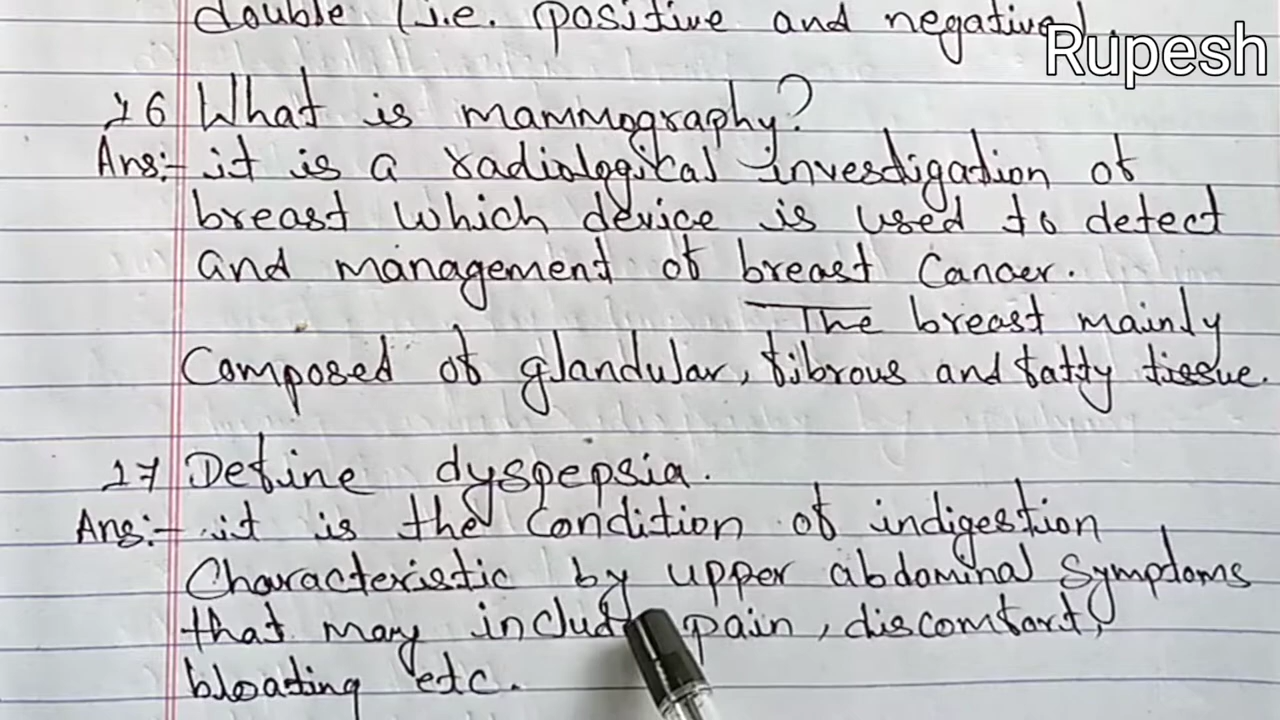 double (i.e. positive and negative).
Rupesh
16 What is mammography?
Ans:- it is a radiological investigation of
breast which device is used to detect
and management of breast Cancer.
The breast mainly
Composed of glandular, fibrous and fatty tissue.
17 Define dyspepsia.
Ans:- it is the Condition of indigestion
Characteristic by upper abdominal Symptoms
that may include pain, discomfort,
bloating etc.